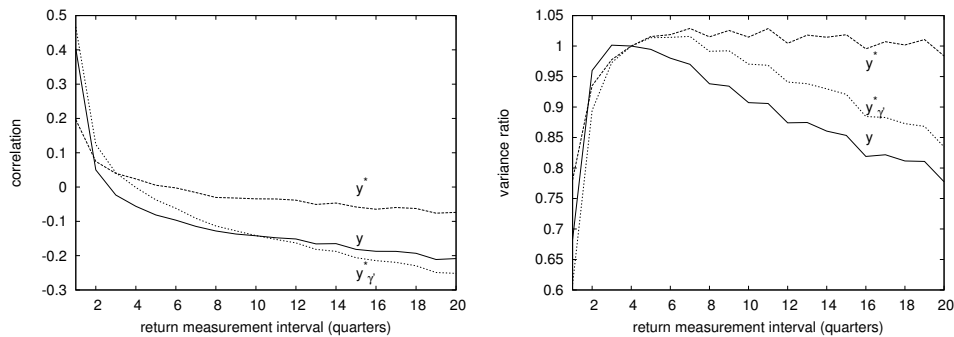 0.5
0.4
0.3
0.2
0.1
0
-0.1
-0.2
-0.3
correlation
2 4 6 8 10 12 14 16 18 20
return measurement interval (quarters)
y*
y
y*γ'
1.05
1
0.95
0.9
0.85
0.8
0.75
0.7
0.65
0.6
variance ratio
2 4 6 8 10 12 14 16 18 20
return measurement interval (quarters)
y*
y*γ'
y